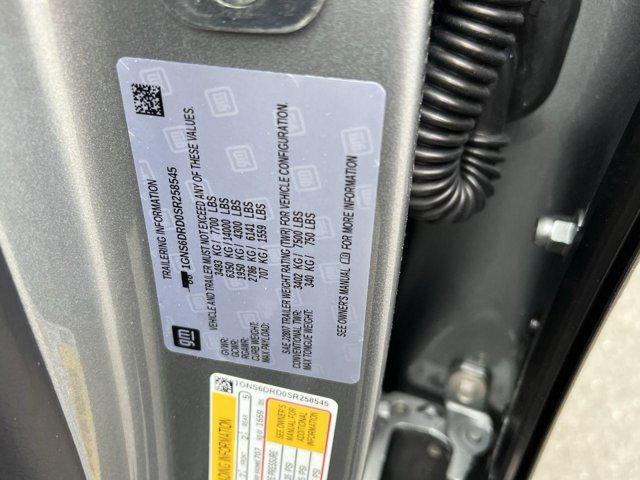 TRAILERING INFORMATION
1GNS6DRD0SR258545
VEHICLE AND TRAILER MUST NOT EXCEED ANY OF THESE VALUES.
GVWR: 3493 KG/ 7700 LBS
GCWR: 6350 KG/14000 LBS
RGAWR: 1950 KG/ 4300 LBS
CURB WEIGHT: 2786 KG/ 6141 LBS
MAX PAYLOAD: 707 KG/ 1559 LBS
SAE J2807 TRAILER WEIGHT RATING (TWR) FOR VEHICLE CONFIGURATION.
CONVENTIONAL TWR: 3402 KG/ 7500 LBS
MAX TONGUE WEIGHT: 340 KG/ 750 LBS
SEE OWNER'S MANUAL FOR MORE INFORMATION
gm
1GNS6DRD0SR258545
SEE OWNER'S
MANUAL FOR
ADDITIONAL
INFORMATION